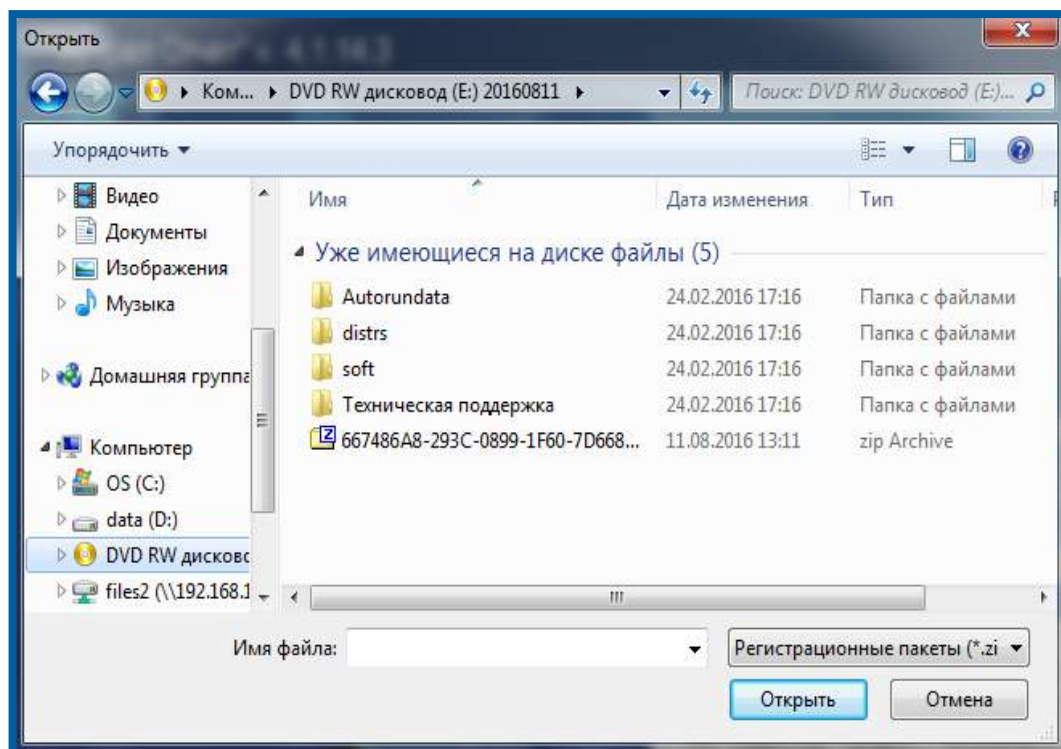 Открыть
Ком... DVD RW дисковод (E:) 20160811
Поиск: DVD RW дисковод (E:)...
Упорядочить
Видео
Документы
Изображения
Музыка
Домашняя группа
Компьютер
OS (C:)
data (D:)
DVD RW дисково
files2 (\\192.168.1
Имя Дата изменения Тип
Уже имеющиеся на диске файлы (5)
Autorundata 24.02.2016 17:16 Папка с файлами
distrs 24.02.2016 17:16 Папка с файлами
soft 24.02.2016 17:16 Папка с файлами
Техническая поддержка 24.02.2016 17:16 Папка с файлами
667486A8-293C-0899-1F60-7D668... 11.08.2016 13:11 zip Archive
Имя файла:
Регистрационные пакеты (*.zi
Открыть Отмена